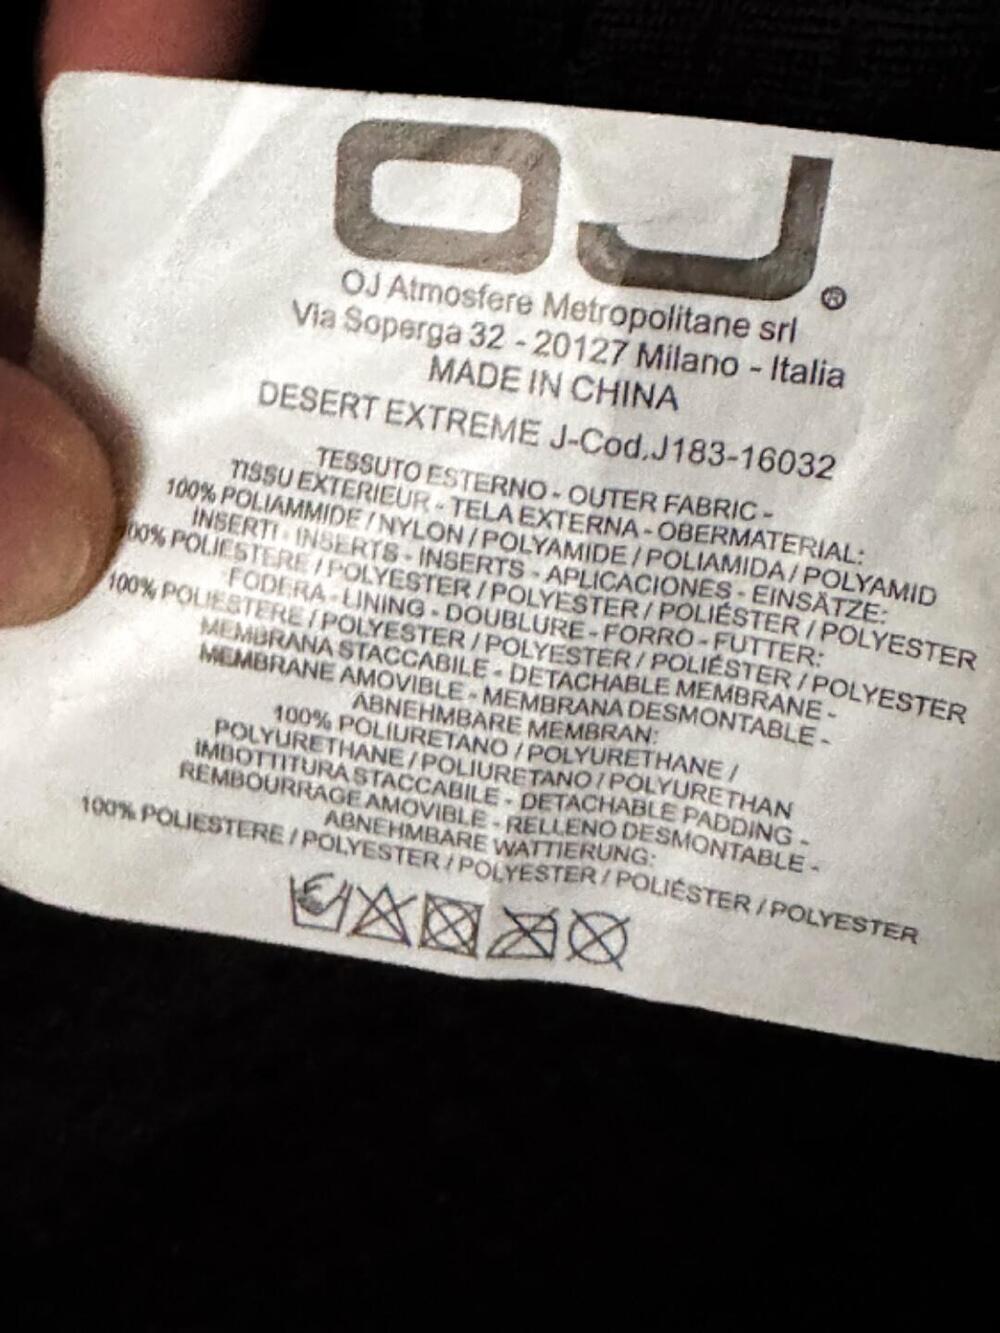 OJ®
OJ Atmosfere Metropolitane srl
Via Soperga 32 - 20127 Milano - Italia
MADE IN CHINA
DESERT EXTREME J-Cod.J183-16032
TESSUTO ESTERNO - OUTER FABRIC -
TISSU EXTERIEUR - TELA EXTERNA - OBERMATERIAL:
100% POLIAMMIDE / NYLON / POLYAMIDE / POLIAMIDA / POLYAMID
INSERTI - INSERTS - INSERTS - APLICACIONES - EINSÄTZE:
00% POLIESTERE / POLYESTER / POLYESTER / POLIÉSTER / POLYESTER
FODERA - LINING - DOUBLURE - FORRO - FUTTER:
100% POLIESTERE / POLYESTER / POLYESTER / POLIÉSTER / POLYESTER
MEMBRANA STACCABILE - DETACHABLE MEMBRANE -
MEMBRANE AMOVIBLE - MEMBRANA DESMONTABLE -
ABNEHMBARE MEMBRAN:
100% POLIURETANO / POLYURETHANE /
POLYURETHANE / POLIURETANO / POLYURETHAN
IMBOTTITURA STACCABILE - DETACHABLE PADDING -
REMBOURRAGE AMOVIBLE - RELLENO DESMONTABLE -
ABNEHMBARE WATTIERUNG:
100% POLIESTERE / POLYESTER / POLYESTER / POLIÉSTER / POLYESTER